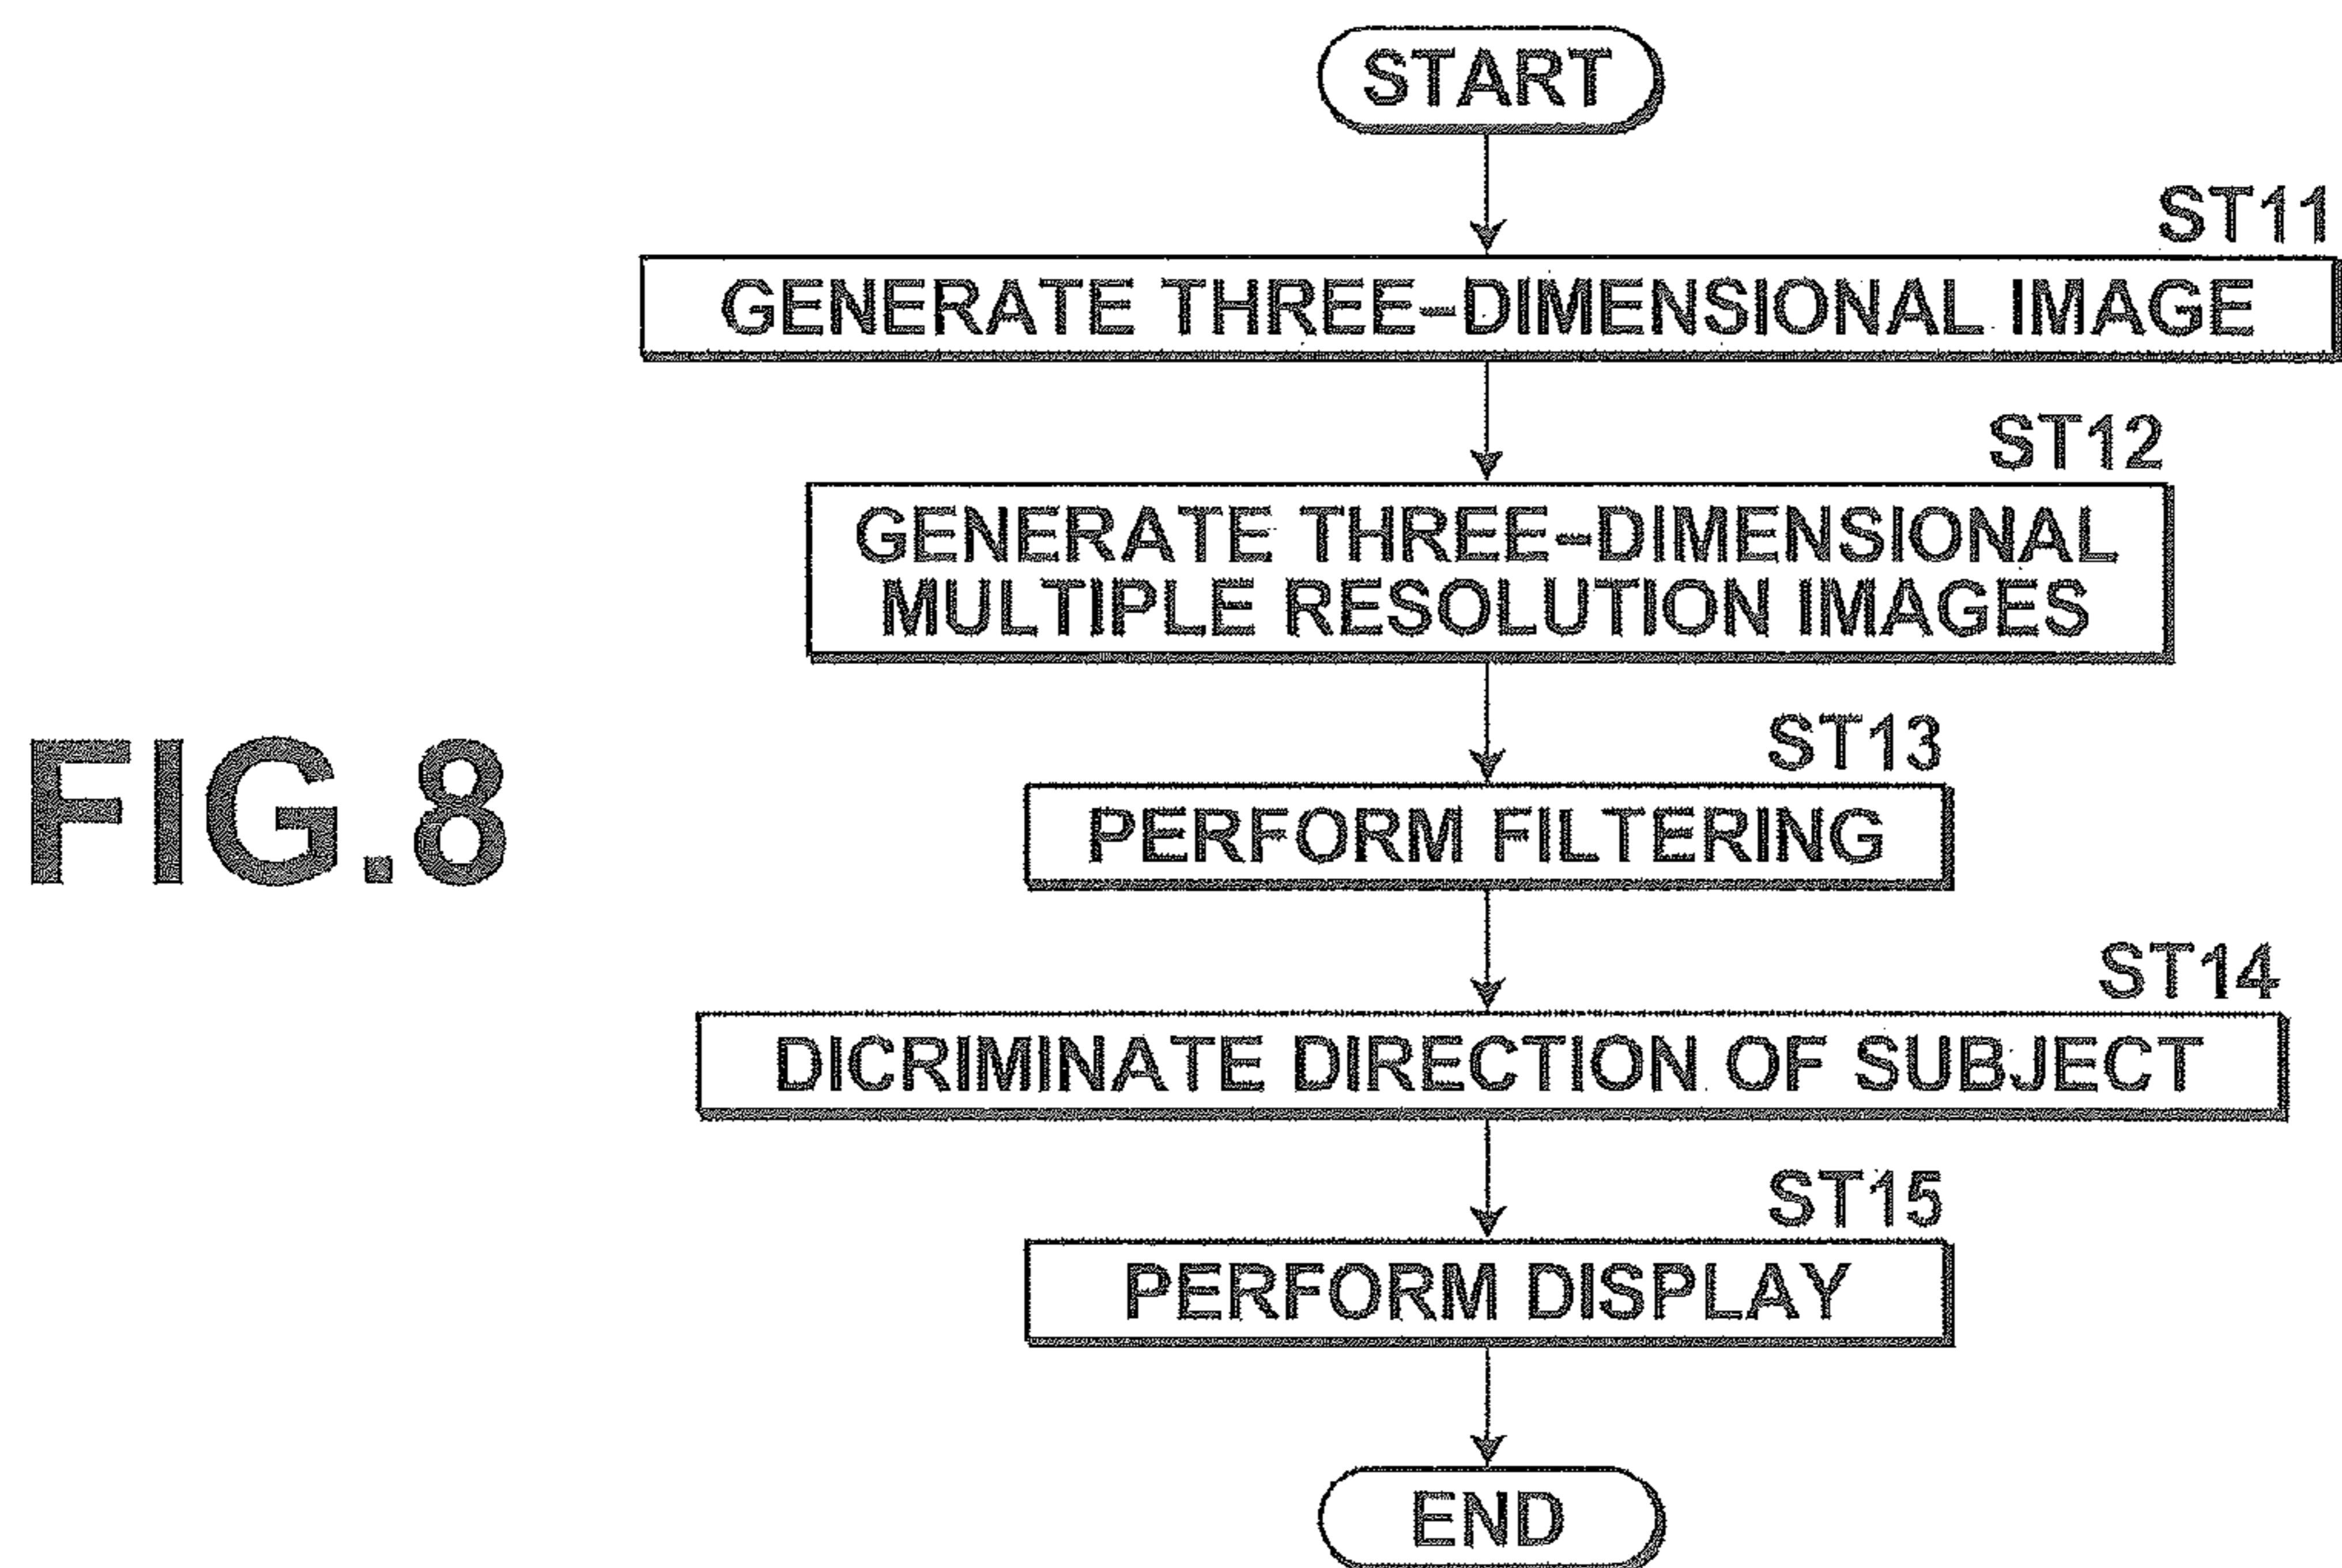 START
ST11
GENERATE THREE-DIMENSIONAL IMAGE
ST12
GENERATE THREE-DIMENSIONAL
MULTIPLE RESOLUTION IMAGES
ST13
PERFORM FILTERING
FIG.8
ST14
DICRIMINATE DIRECTION OF SUBJECT
ST15
PERFORM DISPLAY
END